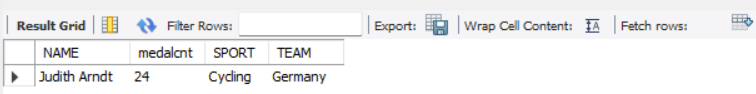 Result Grid Filter Rows: Export: Wrap Cell Content: IA Fetch rows:
NAME medalcnt SPORT TEAM
Judith Arndt 24 Cycling Germany